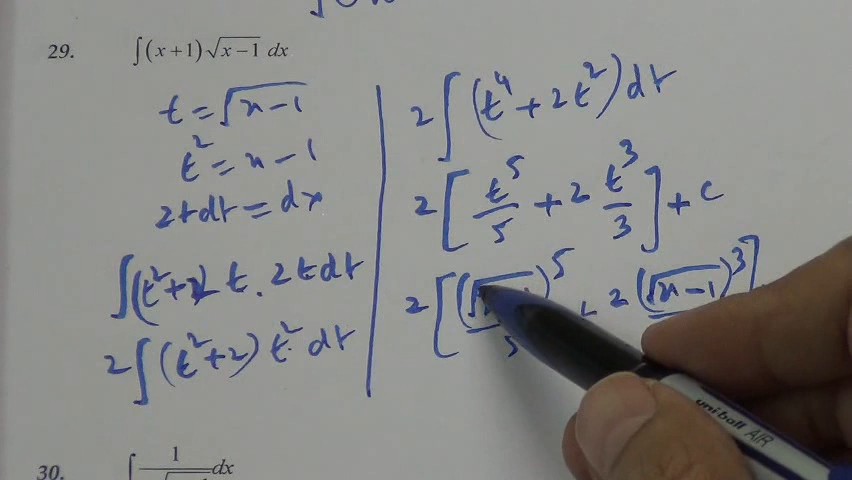 29. ∫(x+1)√(x−1) dx
t = √(x−1)
t² = x−1
2tdt = dx
∫(t²+2) t . 2t dt
2∫(t²+2) t² dt
2∫(t⁴ + 2t²) dt
2[t⁵/5 + 2 t³/3] + c
2[(√(x−1))⁵/5 + 2(√(x−1))³
uniball AIR
30. ∫ 1/√ dx